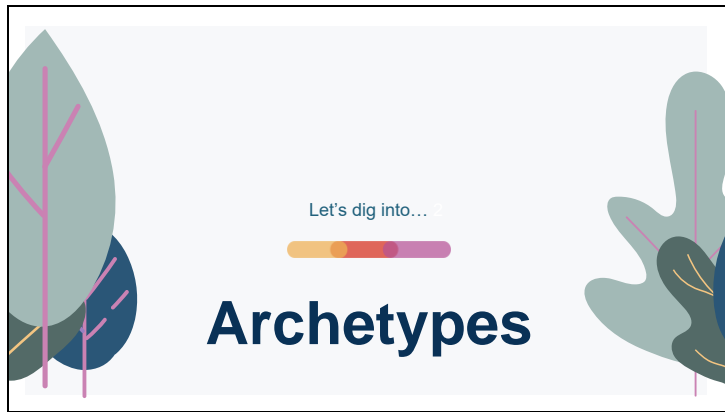 Let's dig into… 2
Archetypes